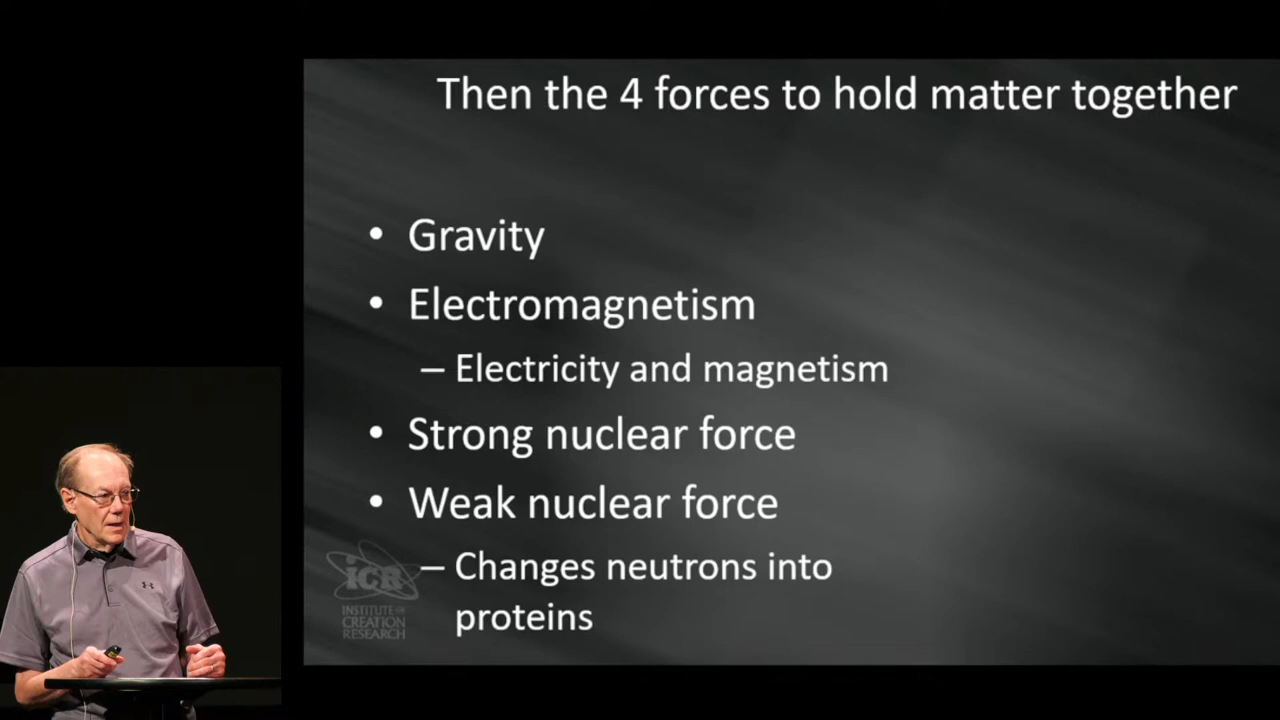 Then the 4 forces to hold matter together
• Gravity
• Electromagnetism
– Electricity and magnetism
• Strong nuclear force
• Weak nuclear force
– Changes neutrons into
proteins
ICR
INSTITUTE for
CREATION
RESEARCH